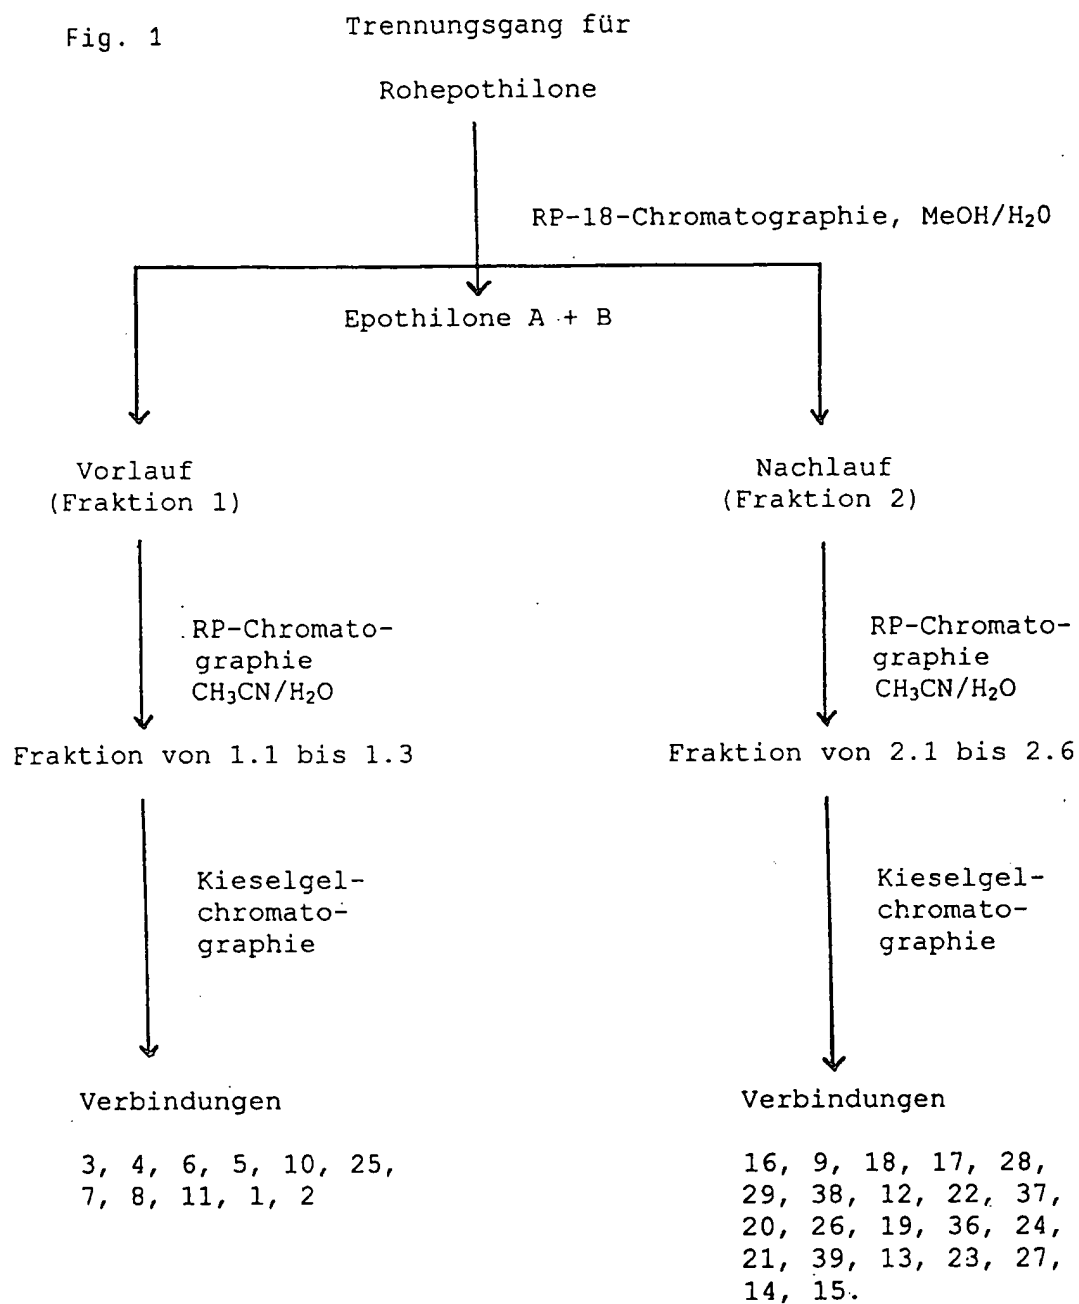 Fig. 1
Trennungsgang für
Rohepothilone
RP-18-Chromatographie, MeOH/H₂O
Epothilone A + B
Vorlauf
(Fraktion 1)
RP-Chromato-
graphie
CH₃CN/H₂O
Fraktion von 1.1 bis 1.3
Kieselgel-
chromato-
graphie
Verbindungen
3, 4, 6, 5, 10, 25,
7, 8, 11, 1, 2
Nachlauf
(Fraktion 2)
RP-Chromato-
graphie
CH₃CN/H₂O
Fraktion von 2.1 bis 2.6
Kieselgel-
chromato-
graphie
Verbindungen
16, 9, 18, 17, 28,
29, 38, 12, 22, 37,
20, 26, 19, 36, 24,
21, 39, 13, 23, 27,
14, 15.